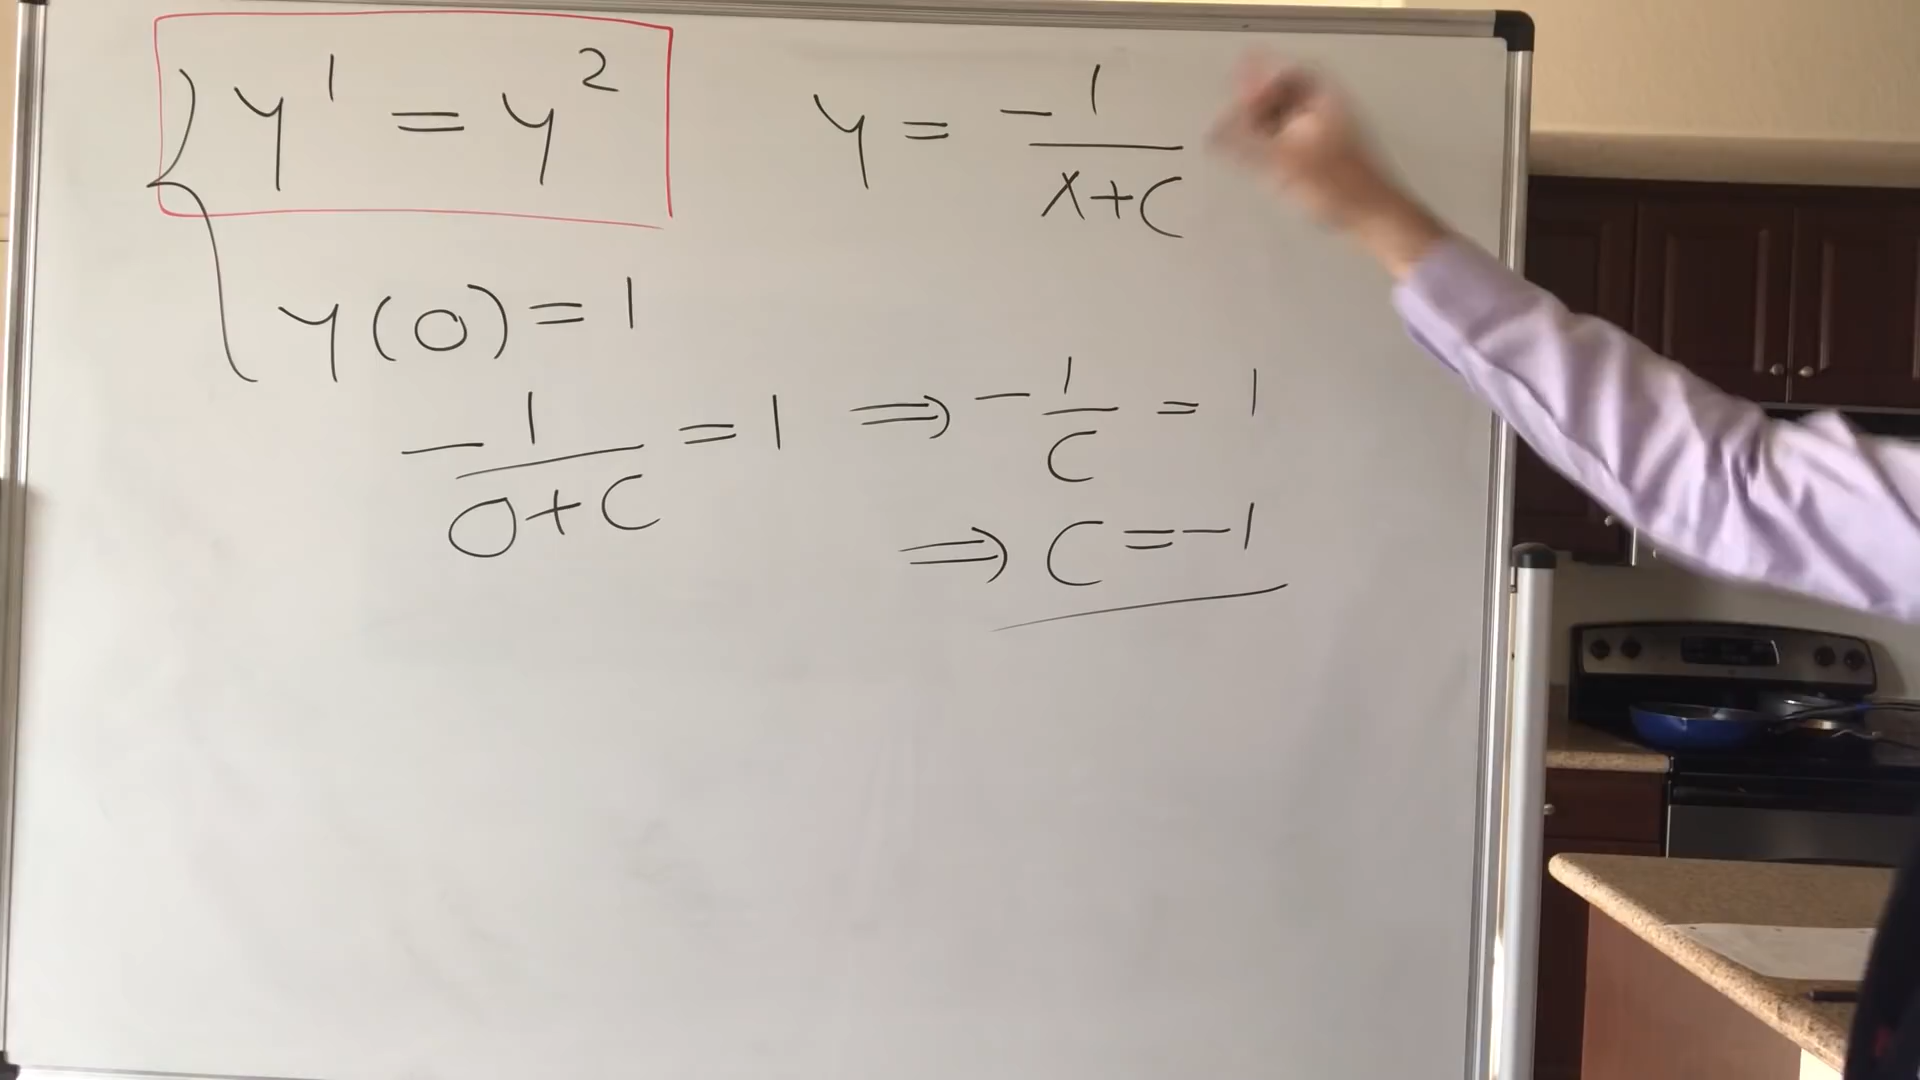 y' = y² y = -1/(x+C)
y(0) = 1
-1/(0+C) = 1 ⟹ -1/C = 1
⟹ C = -1